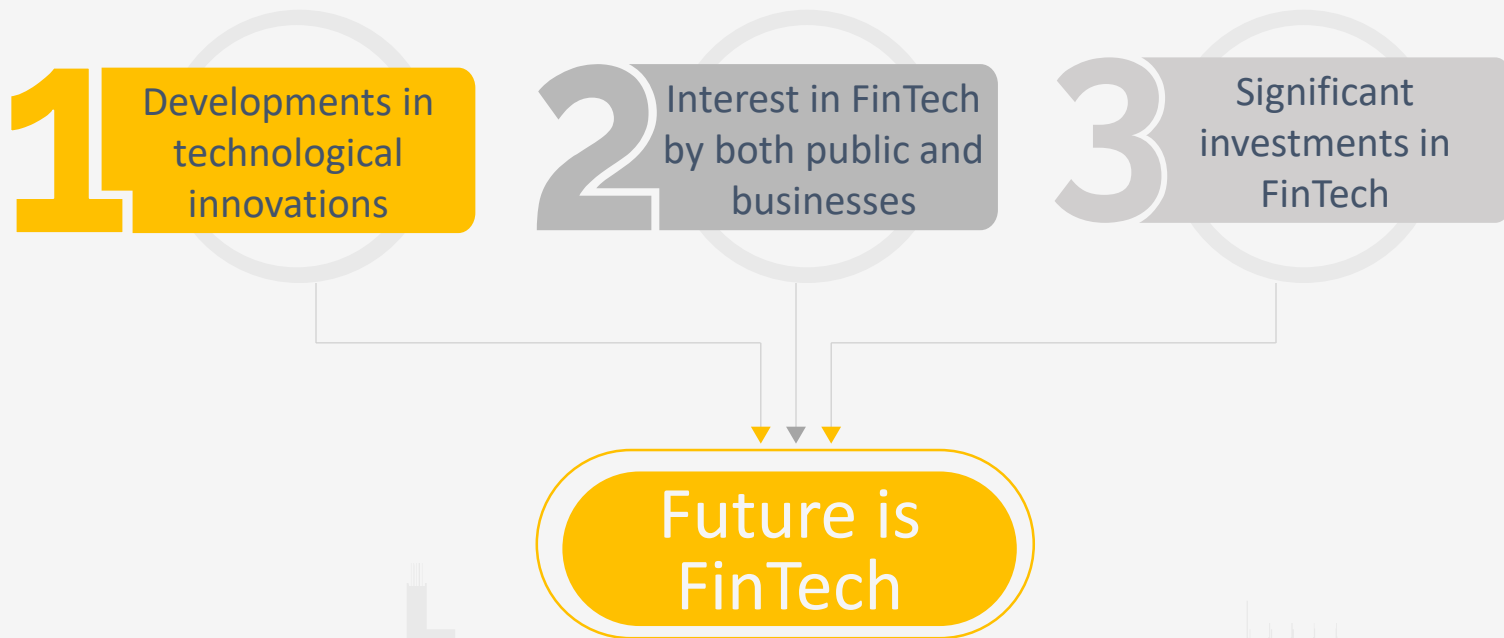 1
Developments in
technological
innovations
2
Interest in FinTech
by both public and
businesses
3
Significant
investments in
FinTech
Future is
FinTech